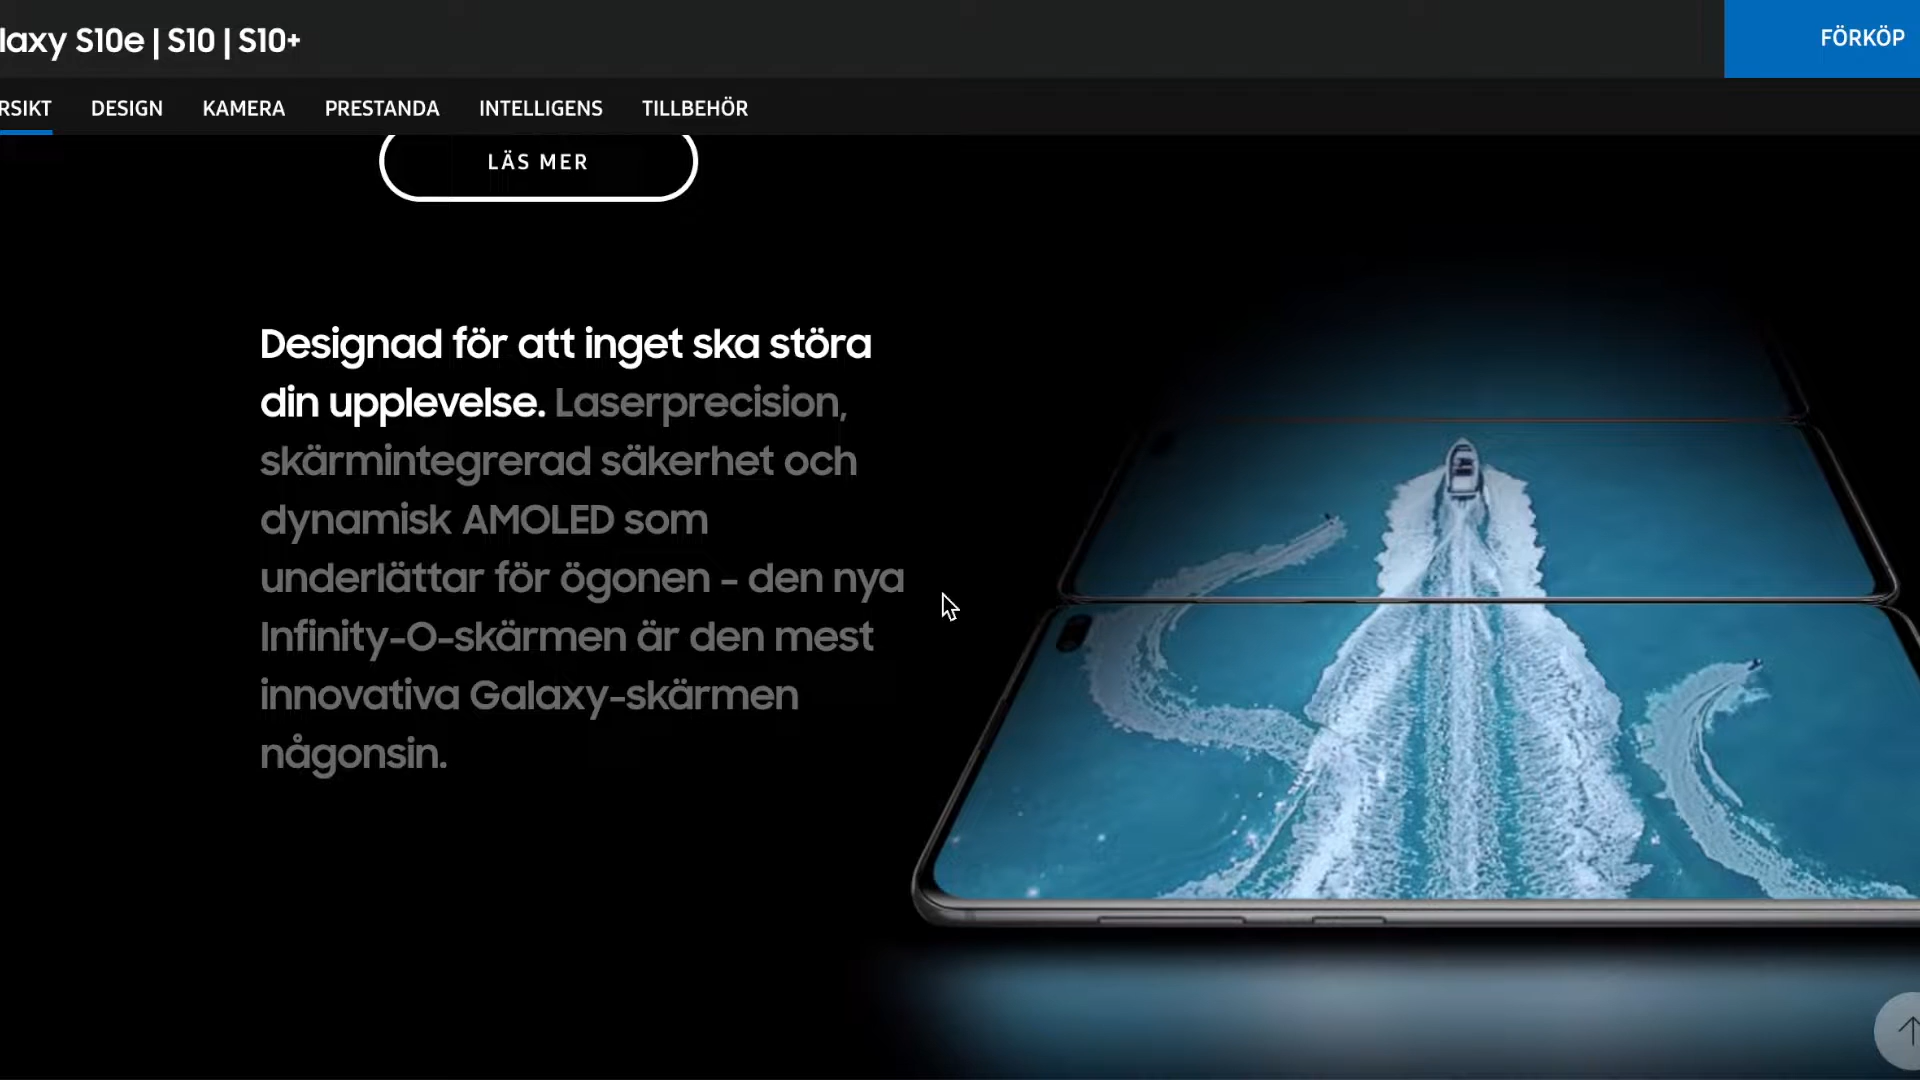 laxy S10e | S10 | S10+
FÖRKÖP
RSIKT DESIGN KAMERA PRESTANDA INTELLIGENS TILLBEHÖR
LÄS MER
Designad för att inget ska störa
din upplevelse. Laserprecision,
skärmintegrerad säkerhet och
dynamisk AMOLED som
underlättar för ögonen – den nya
Infinity-O-skärmen är den mest
innovativa Galaxy-skärmen
någonsin.